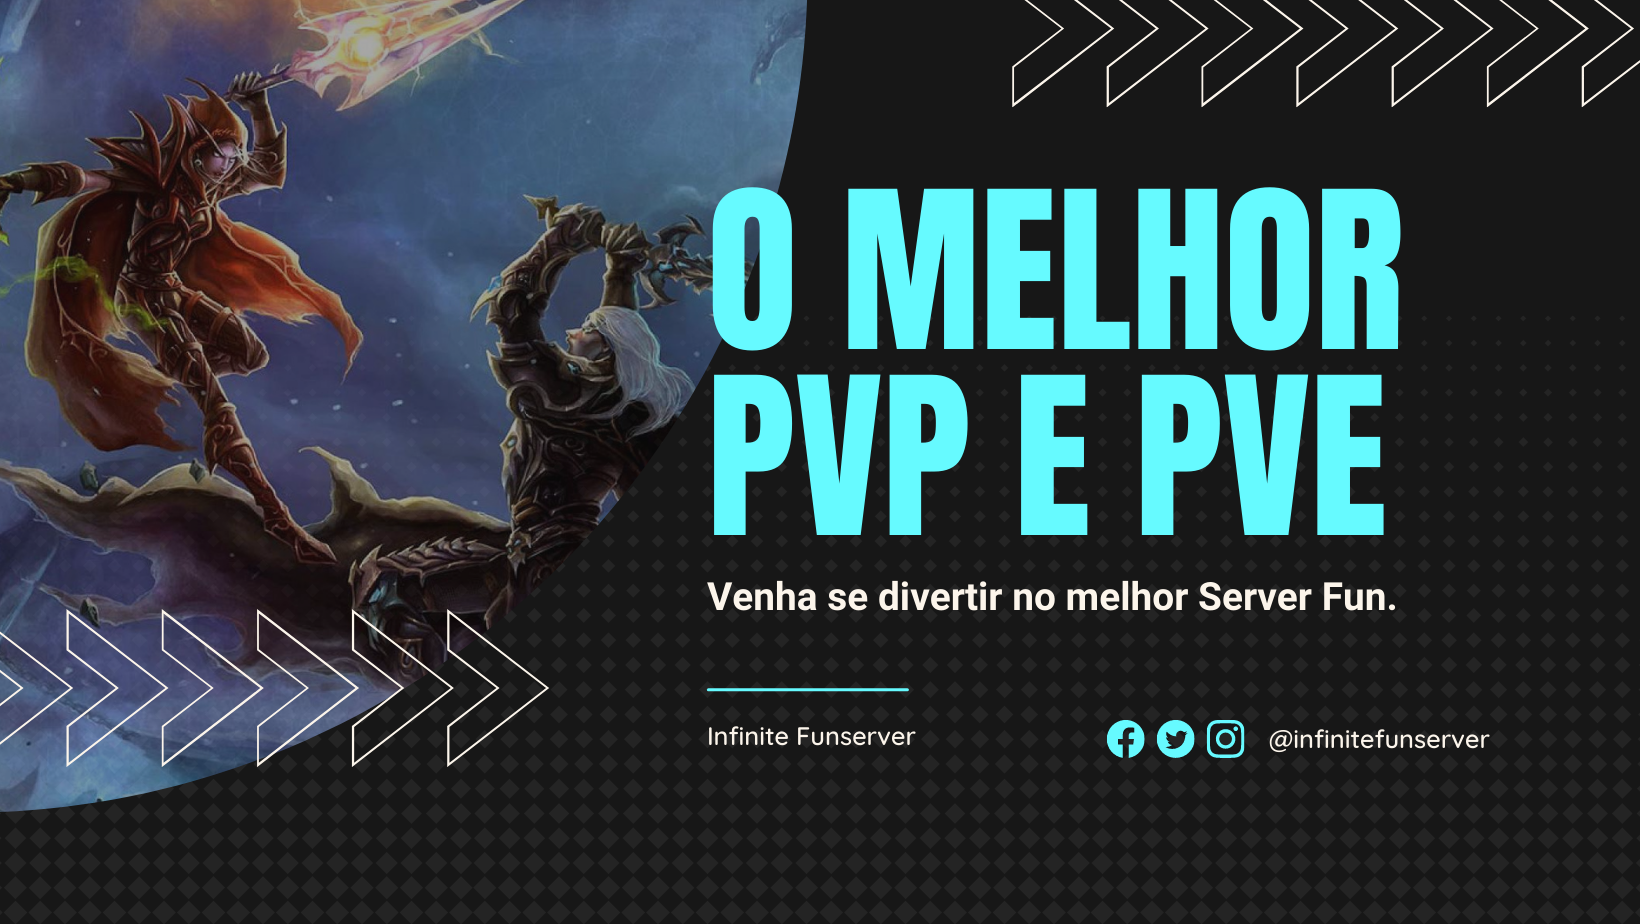 O MELHOR
PVP E PVE
Venha se divertir no melhor Server Fun.
Infinite Funserver
@infinitefunserver